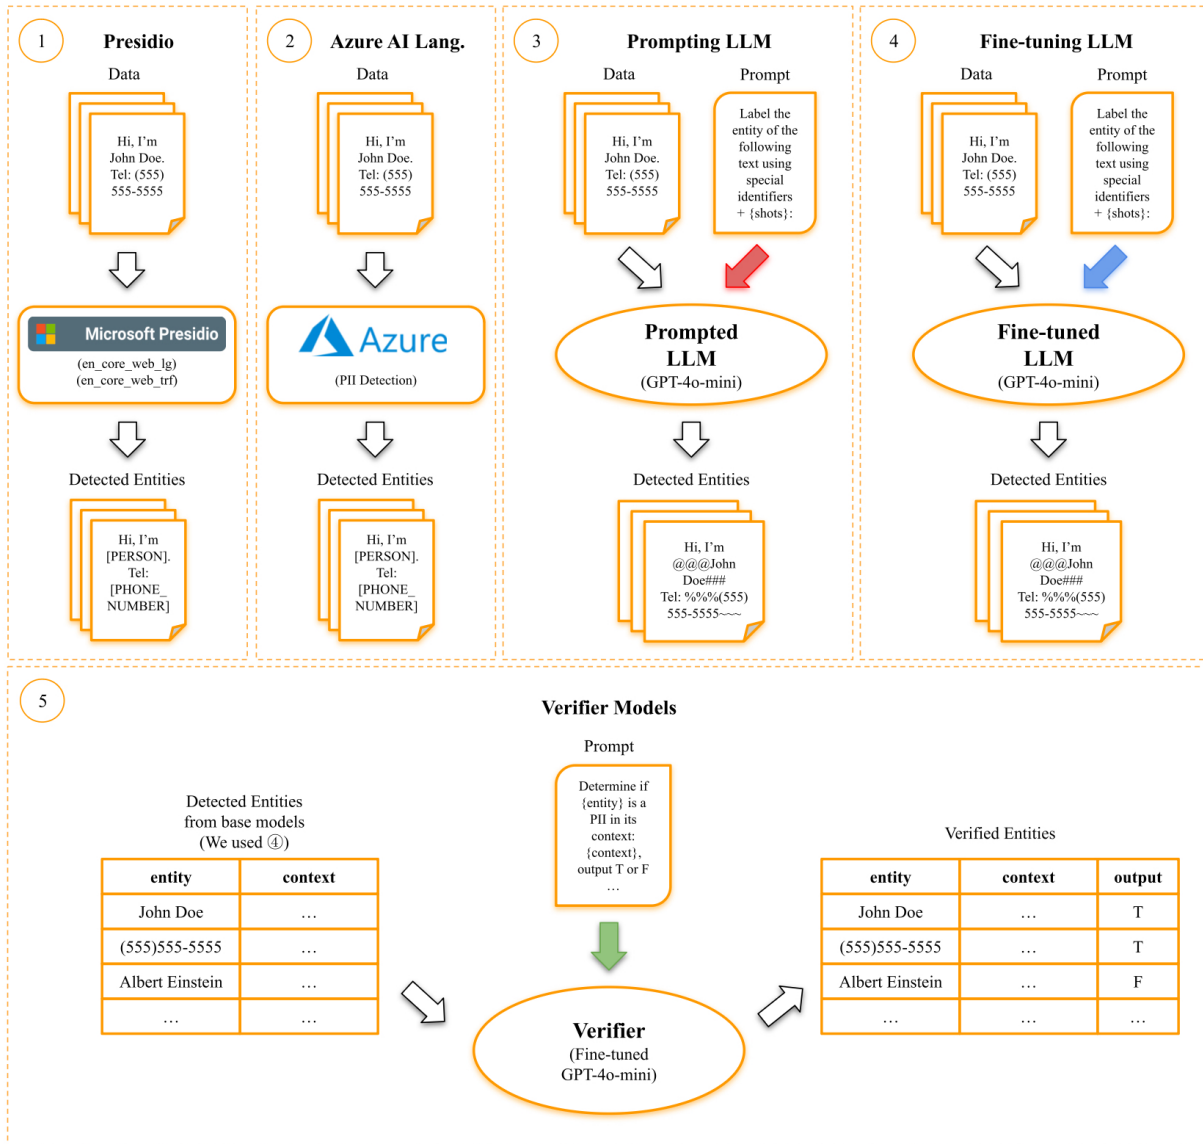 1
Presidio
Data
Hi, I'm
John Doe.
Tel: (555)
555-5555
Microsoft Presidio
(en_core_web_lg)
(en_core_web_trf)
Detected Entities
Hi, I'm
[PERSON].
Tel:
[PHONE_
NUMBER]
2
Azure AI Lang.
Data
Hi, I'm
John Doe.
Tel: (555)
555-5555
Azure
(PII Detection)
Detected Entities
Hi, I'm
[PERSON].
Tel:
[PHONE_
NUMBER]
3
Prompting LLM
Data
Hi, I'm
John Doe.
Tel: (555)
555-5555
Prompt
Label the
entity of the
following
text using
special
identifiers
+ {shots}:
Prompted
LLM
(GPT-4o-mini)
Detected Entities
Hi, I'm
@@@John
Doe###
Tel: %%%(555)
555-5555~~~
4
Fine-tuning LLM
Data
Hi, I'm
John Doe.
Tel: (555)
555-5555
Prompt
Label the
entity of the
following
text using
special
identifiers
+ {shots}:
Fine-tuned
LLM
(GPT-4o-mini)
Detected Entities
Hi, I'm
@@@John
Doe###
Tel: %%%(555)
555-5555~~~
5
Verifier Models
Detected Entities
from base models
(We used ④)
entity context
John Doe …
(555)555-5555 …
Albert Einstein …
… …
Prompt
Determine if
{entity} is a
PII in its
context:
{context},
output T or F
…
Verifier
(Fine-tuned
GPT-4o-mini)
Verified Entities
entity context output
John Doe … T
(555)555-5555 … T
Albert Einstein … F
… … …